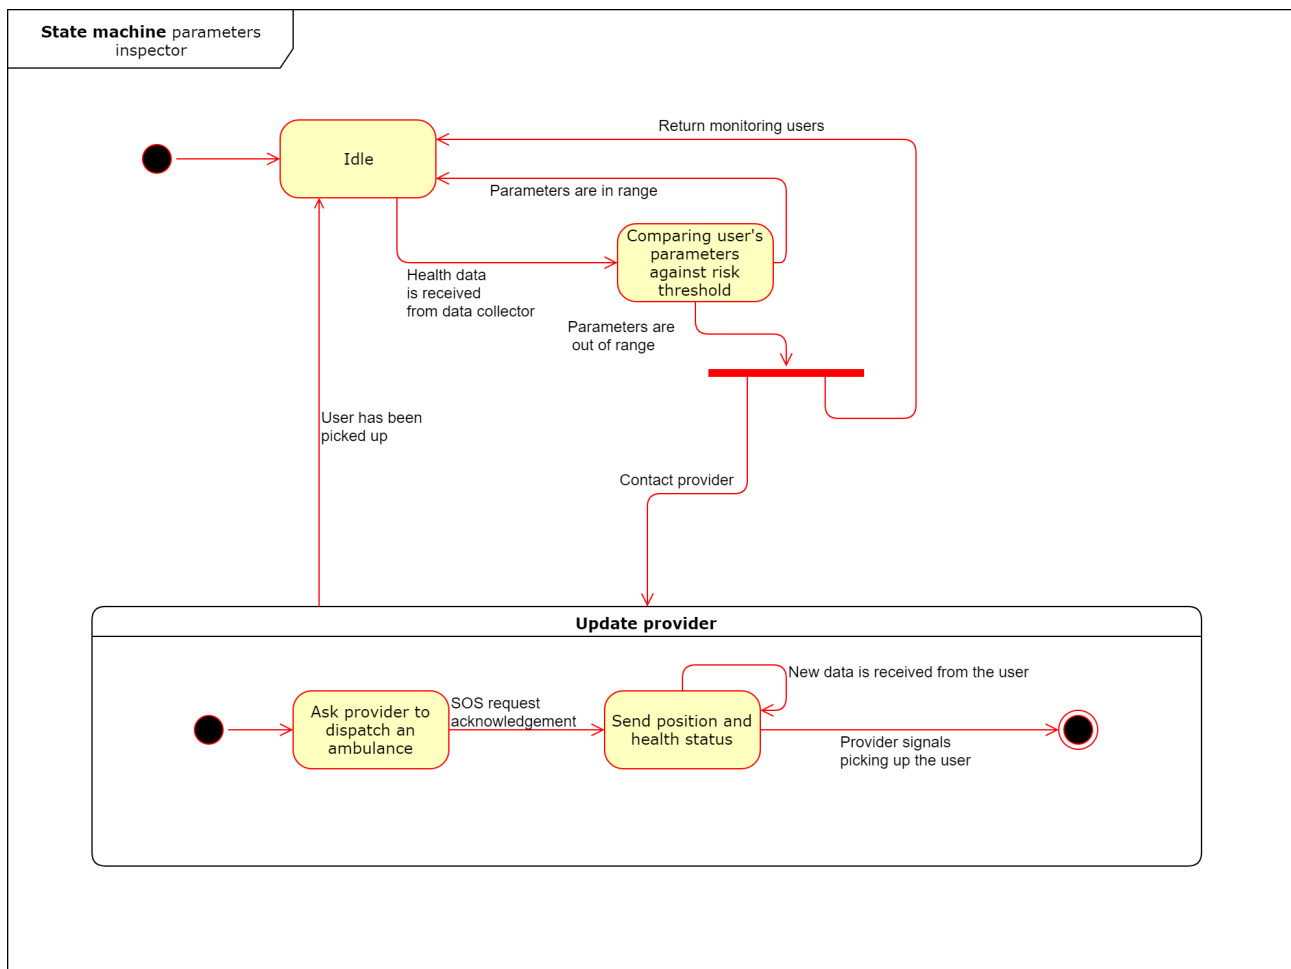 State machine parameters
inspector
Return monitoring users
Idle
Parameters are in range
Comparing user's
parameters
against risk
threshold
Health data
is received
from data collector
Parameters are
out of range
User has been
picked up
Contact provider
Update provider
New data is received from the user
SOS request
acknowledgement
Ask provider to
dispatch an
ambulance
Send position and
health status
Provider signals
picking up the user